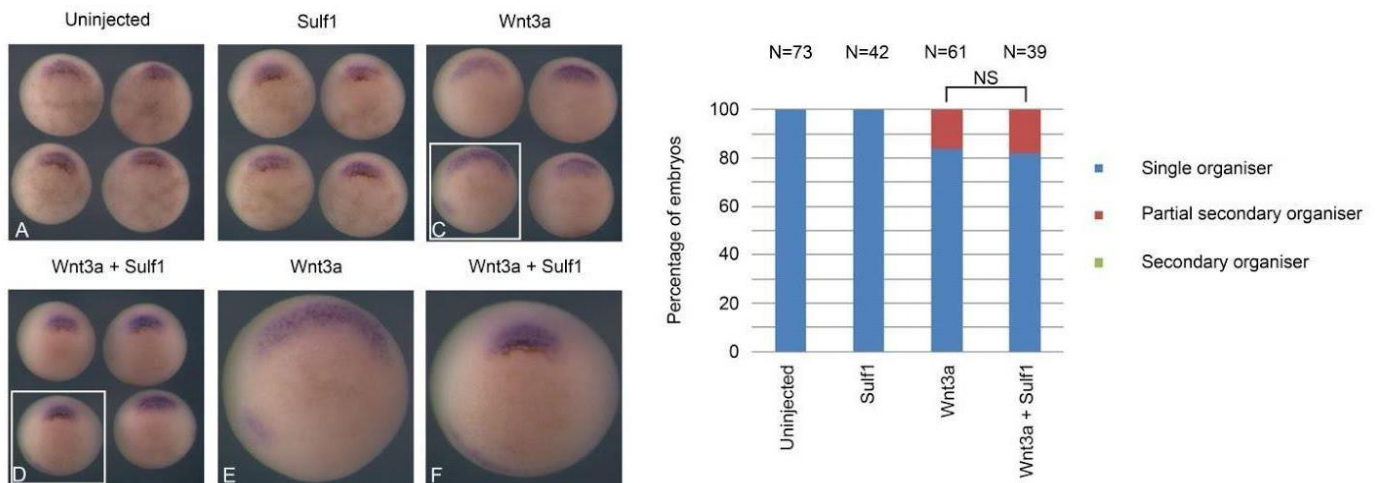 Uninjected
Sulf1
Wnt3a
A
C
Wnt3a + Sulf1
Wnt3a
Wnt3a + Sulf1
D
E
F
N=73 N=42 N=61 N=39
NS
Percentage of embryos
100
80
60
40
20
0
Uninjected
Sulf1
Wnt3a
Wnt3a + Sulf1
Single organiser
Partial secondary organiser
Secondary organiser